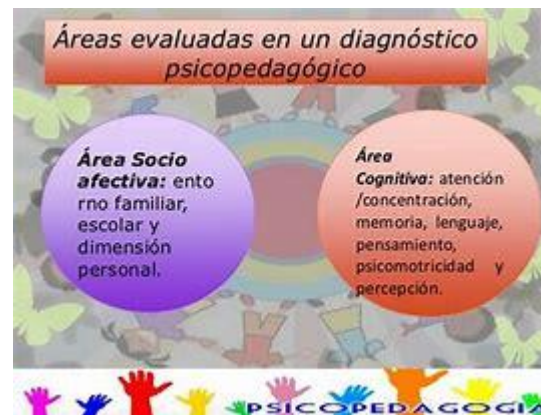 Áreas evaluadas en un diagnóstico
psicopedagógico
Área Socio
afectiva: ento
rno familiar,
escolar y
dimensión
personal.
Área
Cognitiva: atención
/concentración,
memoria, lenguaje,
pensamiento,
psicomotricidad y
percepción.
PSICOPEDAGOGIA